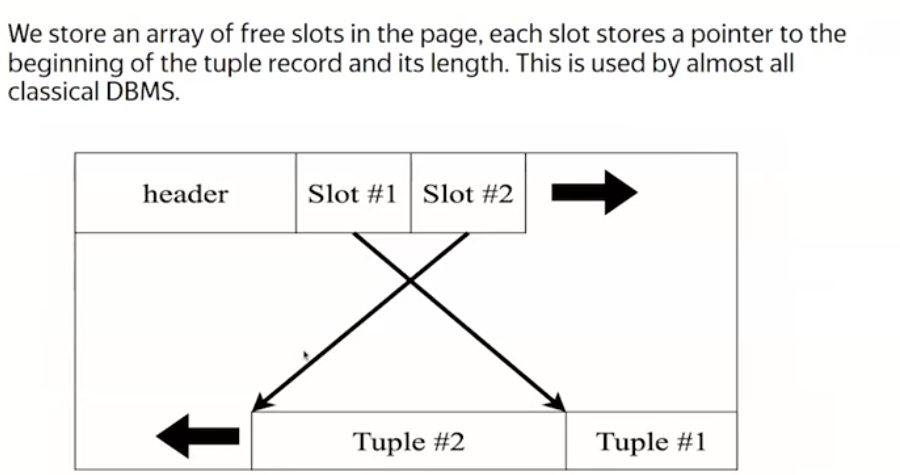 We store an array of free slots in the page, each slot stores a pointer to the
beginning of the tuple record and its length. This is used by almost all
classical DBMS.
header
Slot #1
Slot #2
Tuple #2
Tuple #1